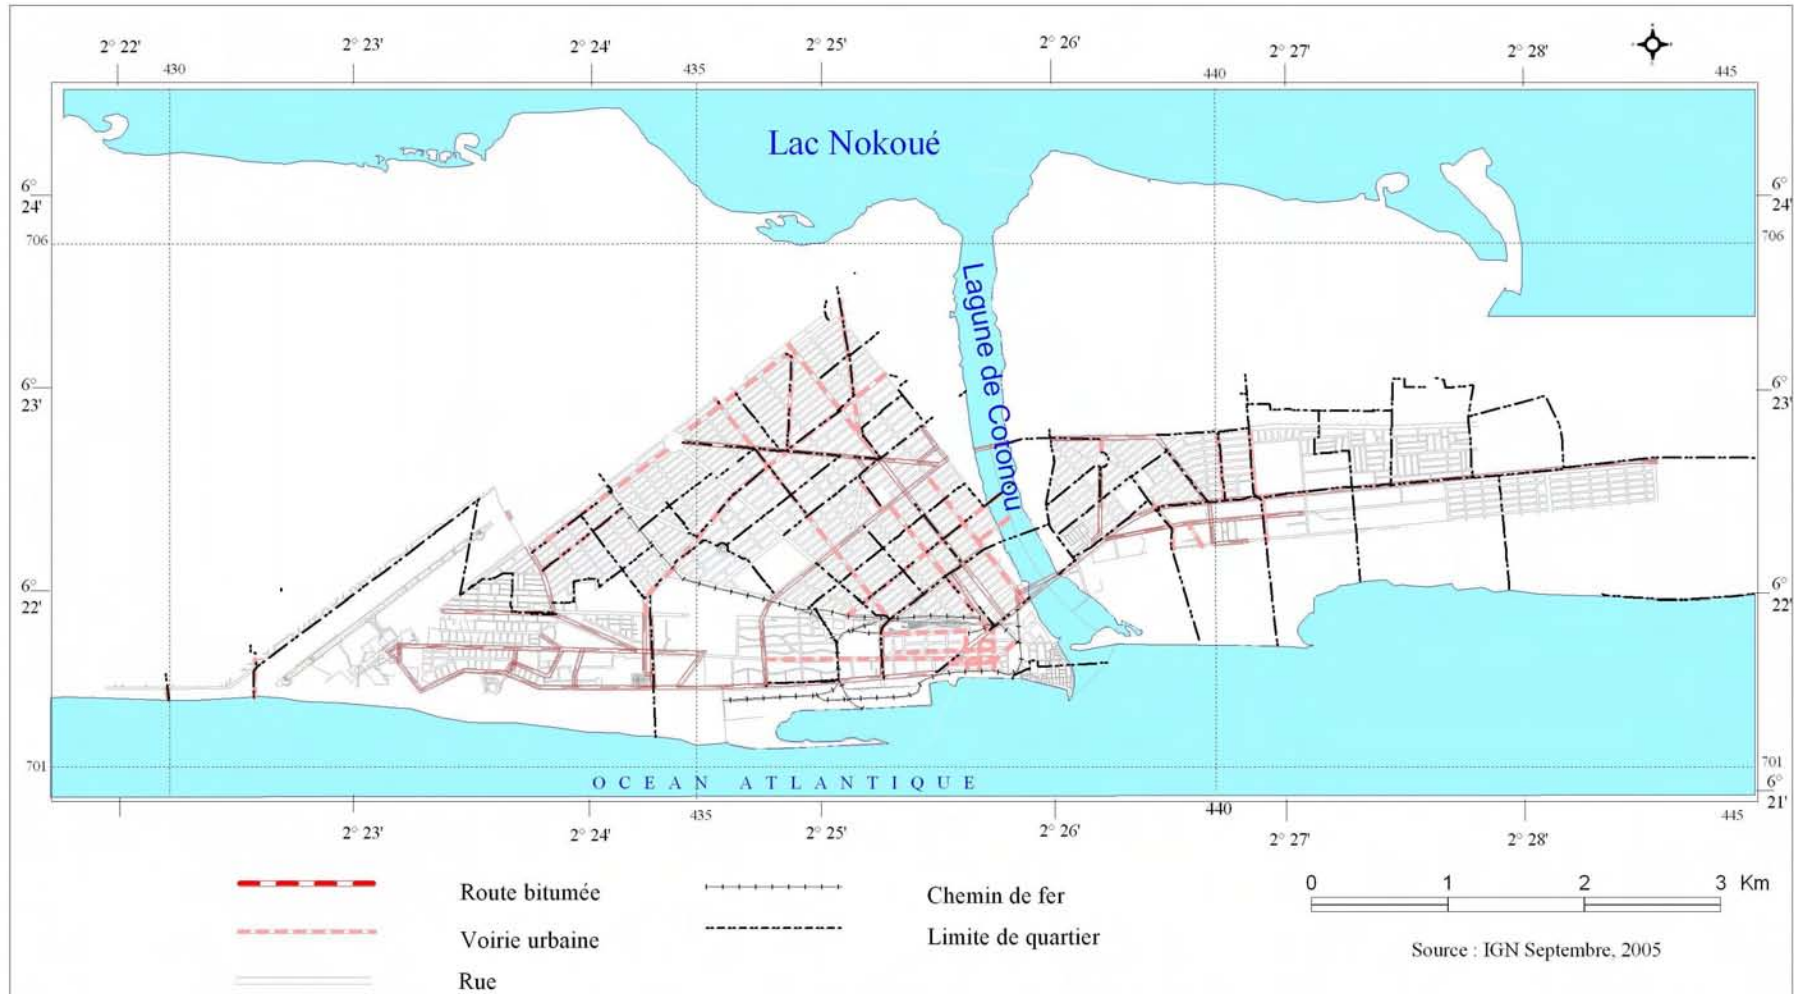 2° 22' 2° 23' 2° 24' 2° 25' 2° 26' 2° 27' 2° 28'
430 435 440 445
Lac Nokoué
6° 6°
24' 24'
706 706
Lagune de Cotonou
6° 6°
23' 23'
6° 6°
22' 22'
701 701
OCEAN ATLANTIQUE
6°
21'
435 440 445
2° 23' 2° 24' 2° 25' 2° 26' 2° 27' 2° 28'
Route bitumée
Voirie urbaine
Rue
Chemin de fer
Limite de quartier
0 1 2 3 Km
Source : IGN Septembre, 2005